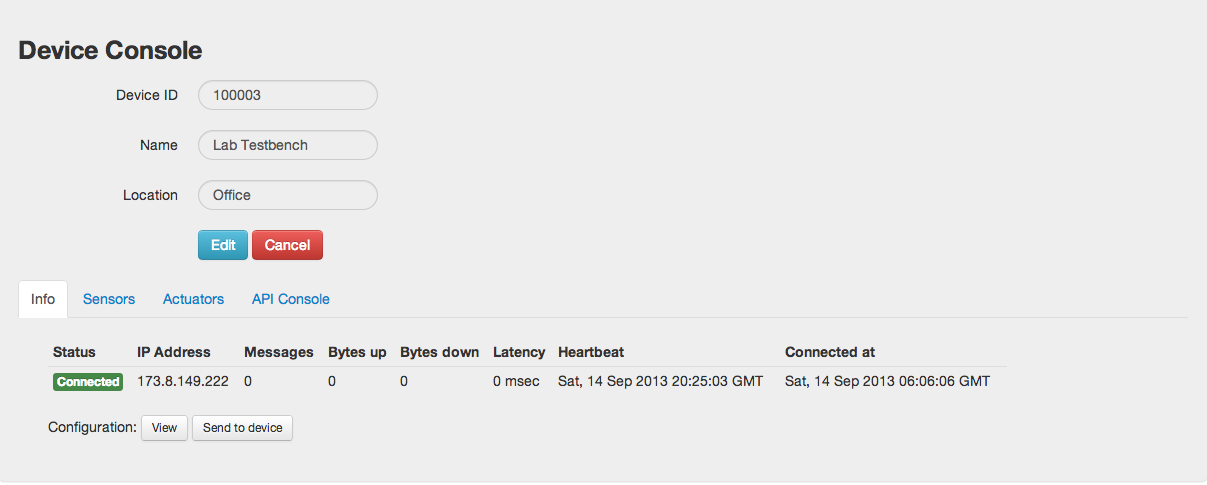 Device Console
Device ID 100003
Name Lab Testbench
Location Office
Edit Cancel
Info Sensors Actuators API Console
Status IP Address Messages Bytes up Bytes down Latency Heartbeat Connected at
Connected 173.8.149.222 0 0 0 0 msec Sat, 14 Sep 2013 20:25:03 GMT Sat, 14 Sep 2013 06:06:06 GMT
Configuration: View Send to device